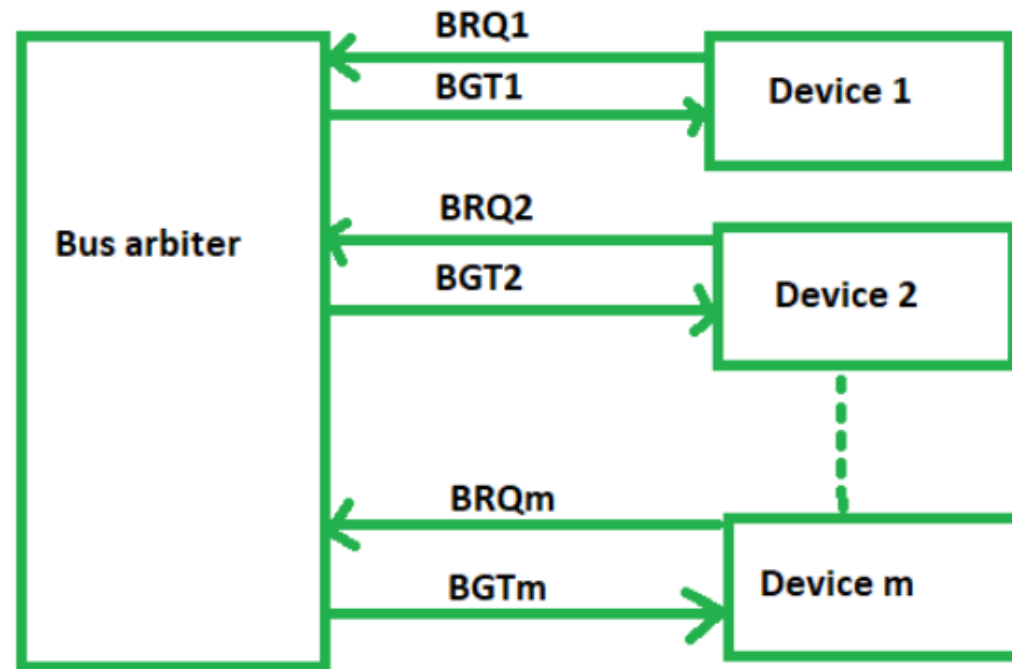 BRQ1
BGT1
Device 1
BRQ2
Bus arbiter
BGT2
Device 2
BRQm
BGTm
Device m